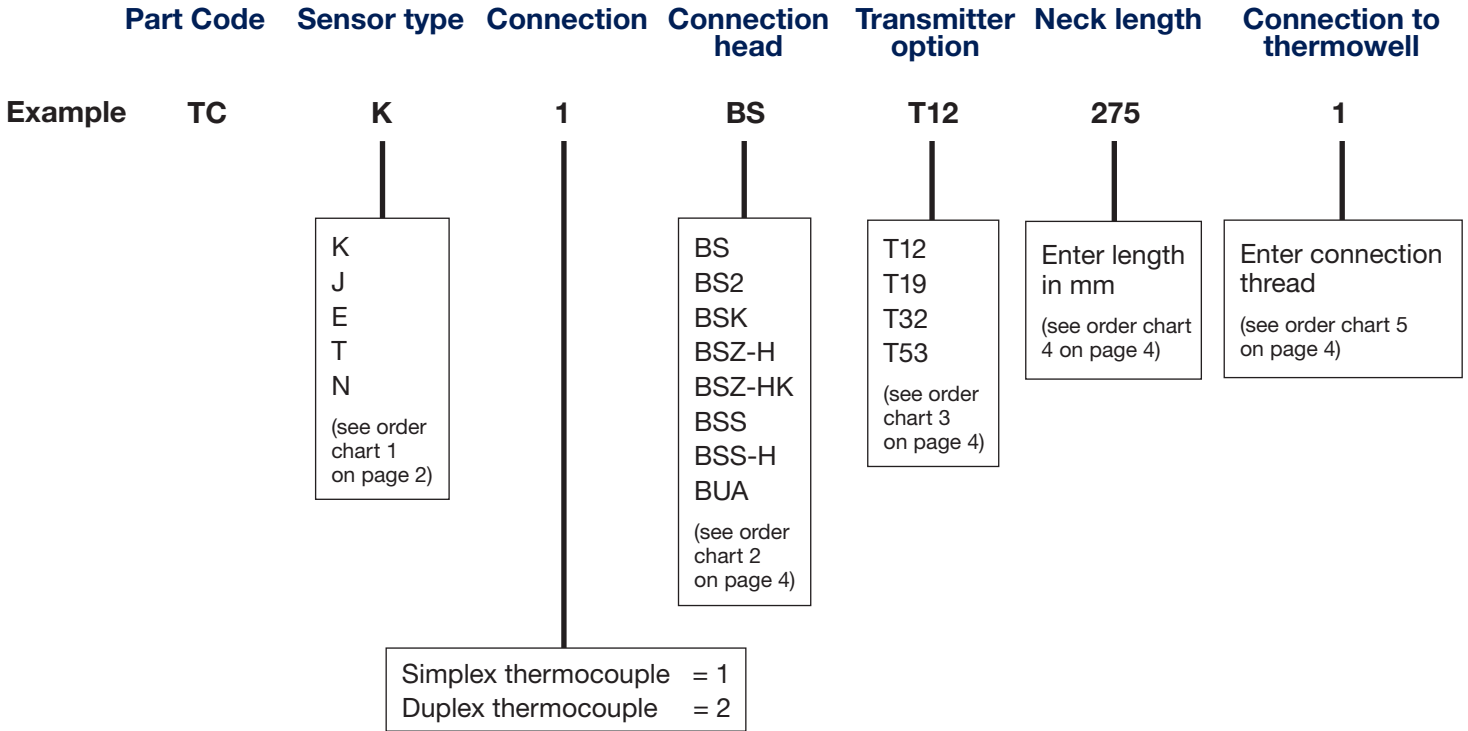 Part Code Sensor type Connection Connection head Transmitter option Neck length Connection to thermowell
Example TC K 1 BS T12 275 1
K
J
E
T
N
(see order
chart 1
on page 2)
BS
BS2
BSK
BSZ-H
BSZ-HK
BSS
BSS-H
BUA
(see order
chart 2
on page 4)
T12
T19
T32
T53
(see order
chart 3
on page 4)
Enter length
in mm
(see order chart
4 on page 4)
Enter connection
thread
(see order chart 5
on page 4)
Simplex thermocouple = 1
Duplex thermocouple = 2